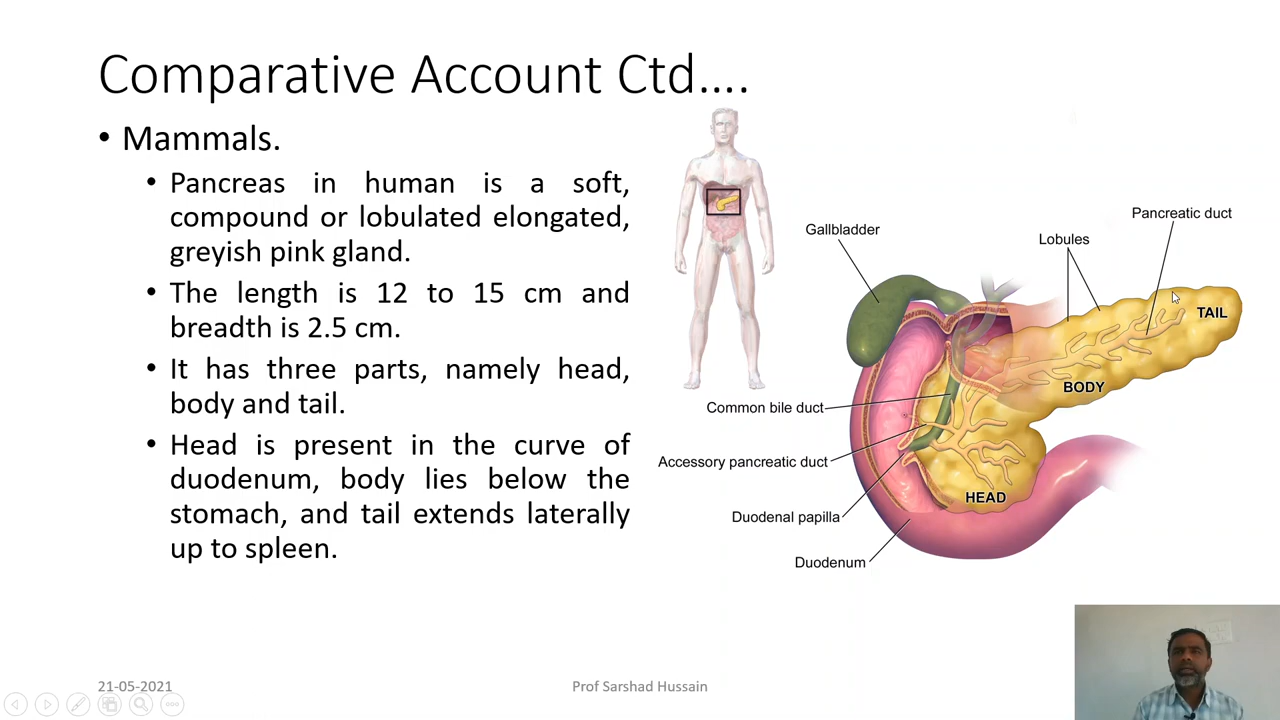 Comparative Account Ctd....
• Mammals.
• Pancreas in human is a soft,
compound or lobulated elongated,
greyish pink gland.
• The length is 12 to 15 cm and
breadth is 2.5 cm.
• It has three parts, namely head,
body and tail.
• Head is present in the curve of
duodenum, body lies below the
stomach, and tail extends laterally
up to spleen.
Pancreatic duct
Gallbladder
Lobules
TAIL
BODY
Common bile duct
Accessory pancreatic duct
HEAD
Duodenal papilla
Duodenum
21-05-2021
Prof Sarshad Hussain